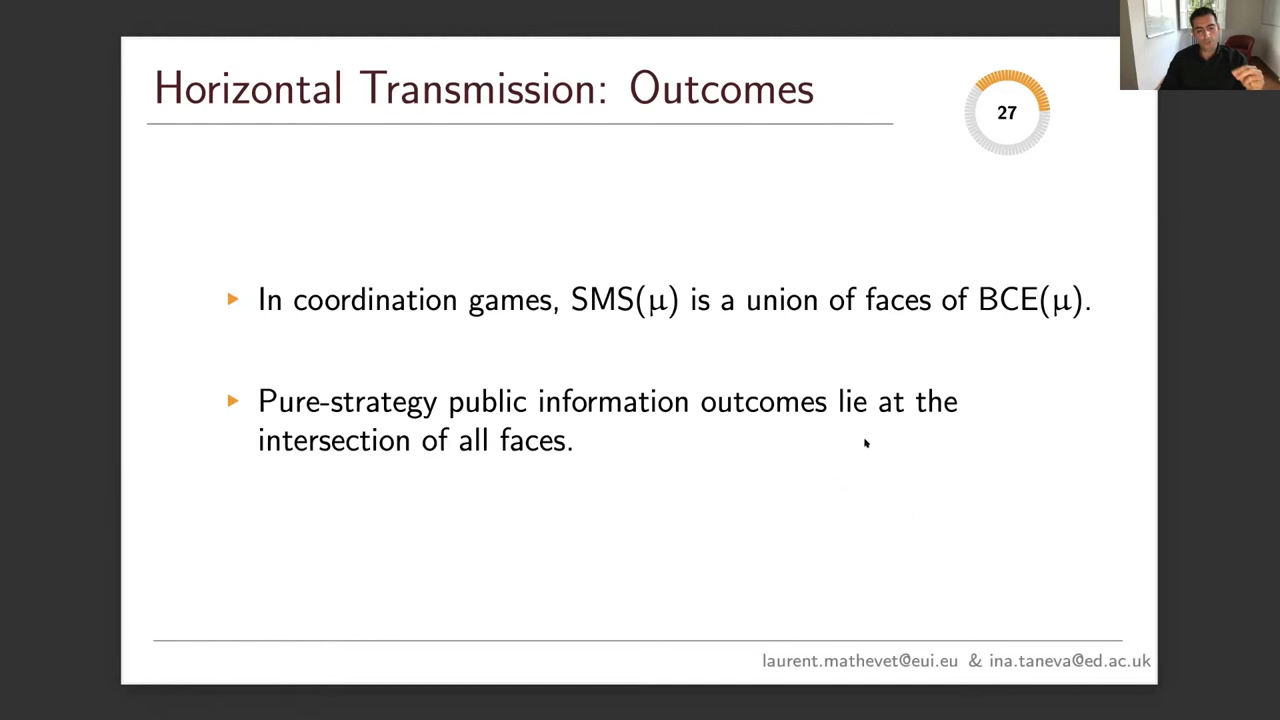 Horizontal Transmission: Outcomes
27
In coordination games, SMS(μ) is a union of faces of BCE(μ).
Pure-strategy public information outcomes lie at the
intersection of all faces.
laurent.mathevet@eui.eu & ina.taneva@ed.ac.uk